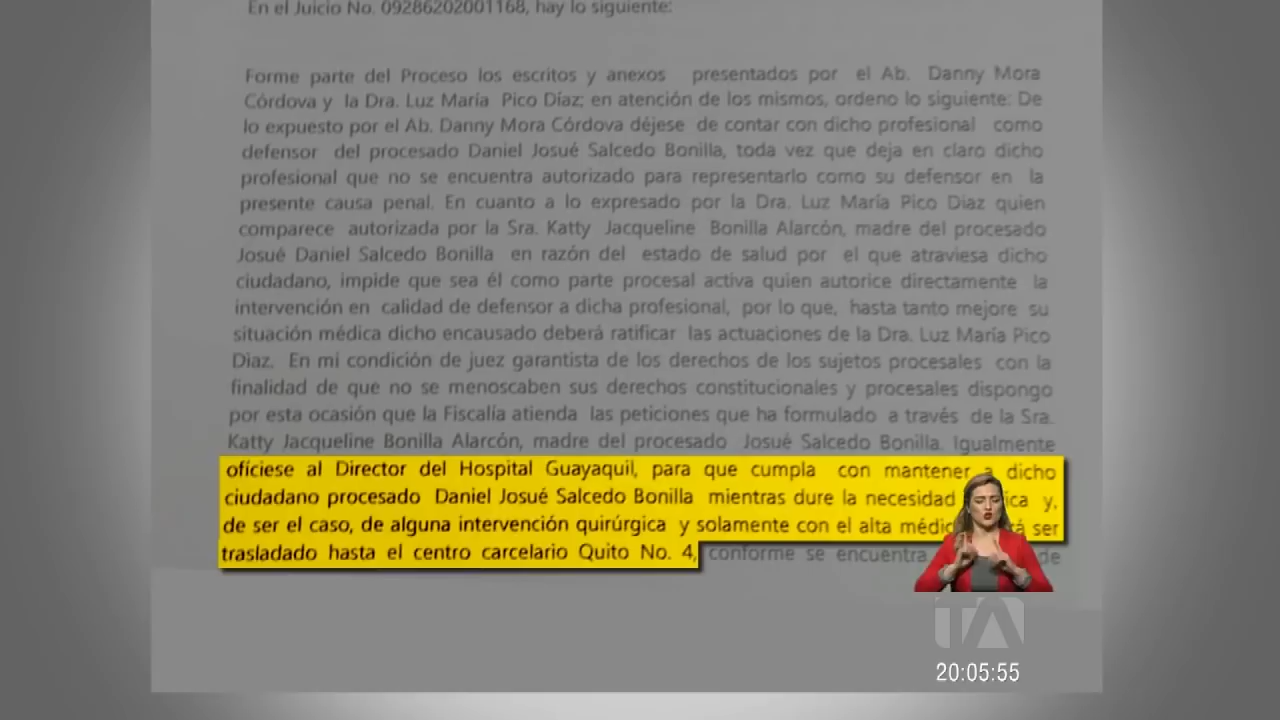 En el Juicio No. 09286202001168, hay lo siguiente:
Forme parte del Proceso los escritos y anexos presentados por el Ab. Danny Mora
Córdova y la Dra. Luz María Pico Díaz; en atención de los mismos, ordeno lo siguiente: De
lo expuesto por el Ab. Danny Mora Córdova déjese de contar con dicho profesional como
defensor del procesado Daniel Josué Salcedo Bonilla, toda vez que deja en claro dicho
profesional que no se encuentra autorizado para representarlo como su defensor en la
presente causa penal. En cuanto a lo expresado por la Dra. Luz María Pico Diaz quien
comparece autorizada por la Sra. Katty Jacqueline Bonilla Alarcón, madre del procesado
Josué Daniel Salcedo Bonilla en razón del estado de salud por el que atraviesa dicho
ciudadano, impide que sea él como parte procesal activa quien autorice directamente la
intervención en calidad de defensor a dicha profesional, por lo que, hasta tanto mejore su
situación médica dicho encausado deberá ratificar las actuaciones de la Dra. Luz María Pico
Diaz. En mi condición de juez garantista de los derechos de los sujetos procesales con la
finalidad de que no se menoscaben sus derechos constitucionales y procesales dispongo
por esta ocasión que la Fiscalía atienda las peticiones que ha formulado a través de la Sra.
Katty Jacqueline Bonilla Alarcón, madre del procesado Josué Salcedo Bonilla. Igualmente
ofíciese al Director del Hospital Guayaquil, para que cumpla con mantener a dicho
ciudadano procesado Daniel Josué Salcedo Bonilla mientras dure la necesidad y,
de ser el caso, de alguna intervención quirúrgica y solamente con el alta ser
trasladado hasta el centro carcelario Quito No. 4, conforme se encuentra de
TA
20:05:55